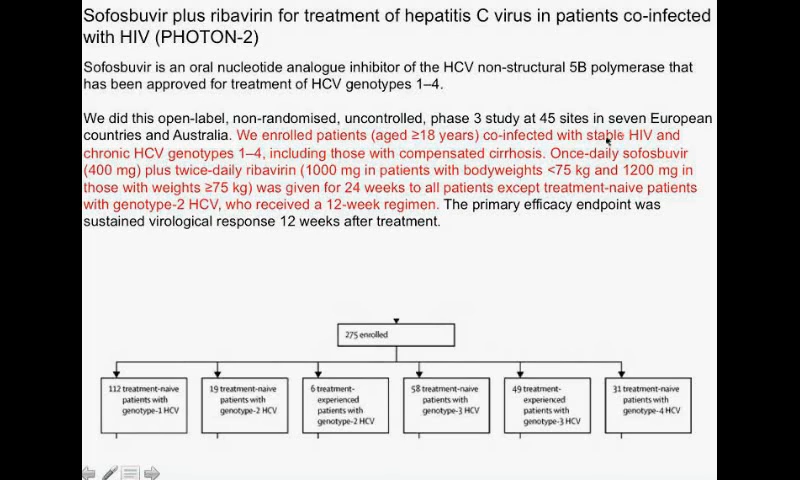 Sofosbuvir plus ribavirin for treatment of hepatitis C virus in patients co-infected
with HIV (PHOTON-2)
Sofosbuvir is an oral nucleotide analogue inhibitor of the HCV non-structural 5B polymerase that
has been approved for treatment of HCV genotypes 1–4.
We did this open-label, non-randomised, uncontrolled, phase 3 study at 45 sites in seven European
countries and Australia. We enrolled patients (aged ≥18 years) co-infected with stable HIV and
chronic HCV genotypes 1–4, including those with compensated cirrhosis. Once-daily sofosbuvir
(400 mg) plus twice-daily ribavirin (1000 mg in patients with bodyweights <75 kg and 1200 mg in
those with weights ≥75 kg) was given for 24 weeks to all patients except treatment-naive patients
with genotype-2 HCV, who received a 12-week regimen. The primary efficacy endpoint was
sustained virological response 12 weeks after treatment.
275 enrolled
112 treatment-naive
patients with
genotype-1 HCV
19 treatment-naive
patients with
genotype-2 HCV
6 treatment-
experienced
patients with
genotype-2 HCV
58 treatment-naive
patients with
genotype-3 HCV
49 treatment-
experienced
patients with
genotype-3 HCV
31 treatment-naive
patients with
genotype-4 HCV